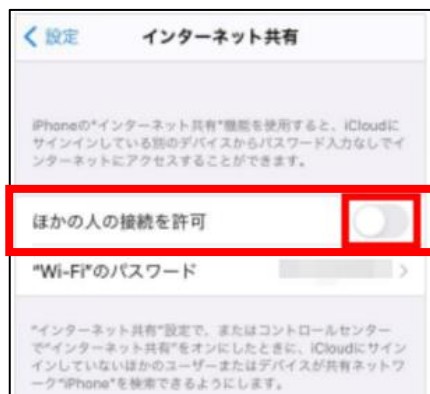 設定 インターネット共有
iPhoneの"インターネット共有"機能を使用すると、iCloudに
サインインしている別のデバイスからパスワード入力なしでイ
ンターネットにアクセスすることができます。
ほかの人の接続を許可
"Wi-Fi"のパスワード
"インターネット共有"設定で、またはコントロールセンター
で"インターネット共有"をオンにしたときに、iCloudにサイン
インしていないほかのユーザーまたはデバイスが共有ネットワ
ーク"iPhone"を検索できるようにします。